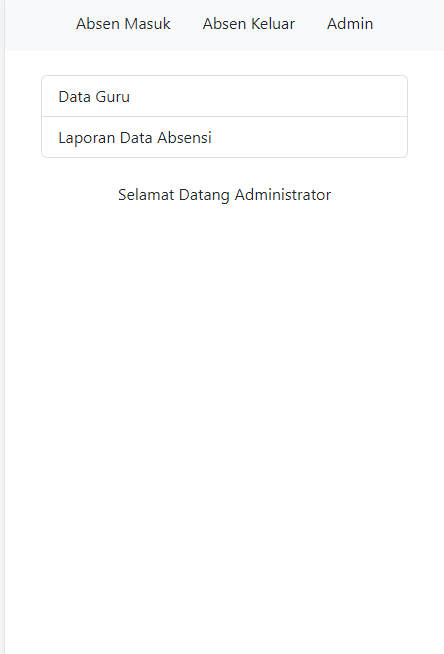 Absen Masuk Absen Keluar Admin
Data Guru
Laporan Data Absensi
Selamat Datang Administrator